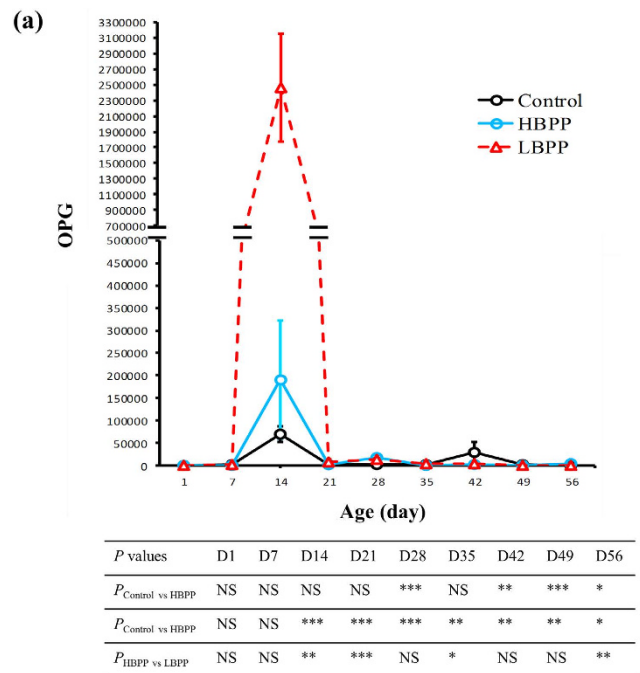 (a)
3300000
3100000
2900000
2700000
2500000
2300000
2100000
1900000
1700000
1500000
1300000
1100000
900000
700000
500000
450000
400000
350000
300000
250000
200000
150000
100000
50000
0
OPG
Control
HBPP
LBPP
1 7 14 21 28 35 42 49 56
Age (day)
P values D1 D7 D14 D21 D28 D35 D42 D49 D56
P Control vs HBPP NS NS NS NS *** NS ** *** *
P Control vs HBPP NS NS *** *** *** ** ** ** *
P HBPP vs LBPP NS NS ** *** NS * NS NS **